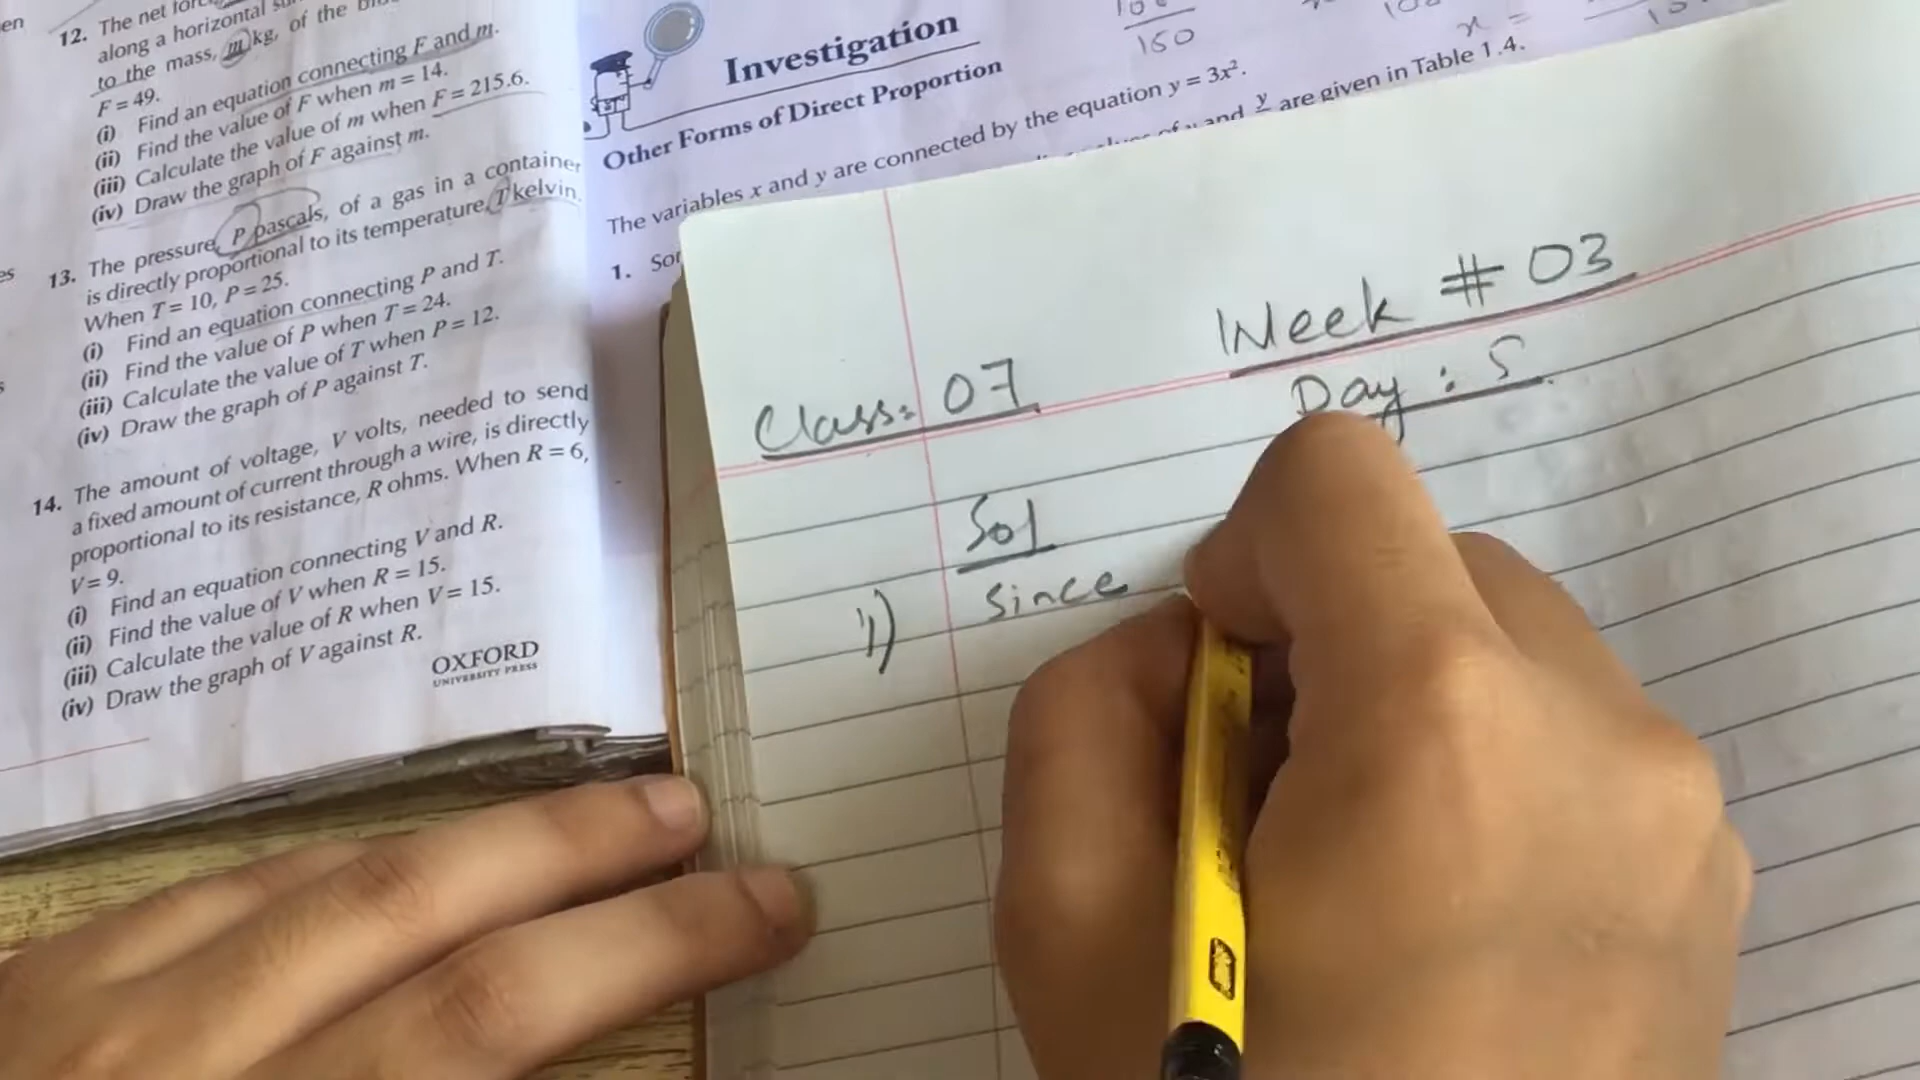 en
12. The net
along a horizontal
to the mass, m kg, of the
F = 49.
(i) Find an equation connecting F and m.
(ii) Find the value of F when m = 14.
(iii) Calculate the value of m when F = 215.6.
(iv) Draw the graph of F against m.
13. The pressure, P pascals, of a gas in a container
is directly proportional to its temperature, T kelvin.
When T = 10, P = 25.
(i) Find an equation connecting P and T.
(ii) Find the value of P when T = 24.
(iii) Calculate the value of T when P = 12.
(iv) Draw the graph of P against T.
14. The amount of voltage, V volts, needed to send
a fixed amount of current through a wire, is directly
proportional to its resistance, R ohms. When R = 6,
V = 9.
(i) Find an equation connecting V and R.
(ii) Find the value of V when R = 15.
(iii) Calculate the value of R when V = 15.
(iv) Draw the graph of V against R.
OXFORD
UNIVERSITY PRESS
es
Investigation
Other Forms of Direct Proportion
The variables x and y are connected by the equation y = 3x².
and y are given in Table 1.4.
1.
150
x =
Week # 03
Class: 07
Day: 5
Sol
i) Since